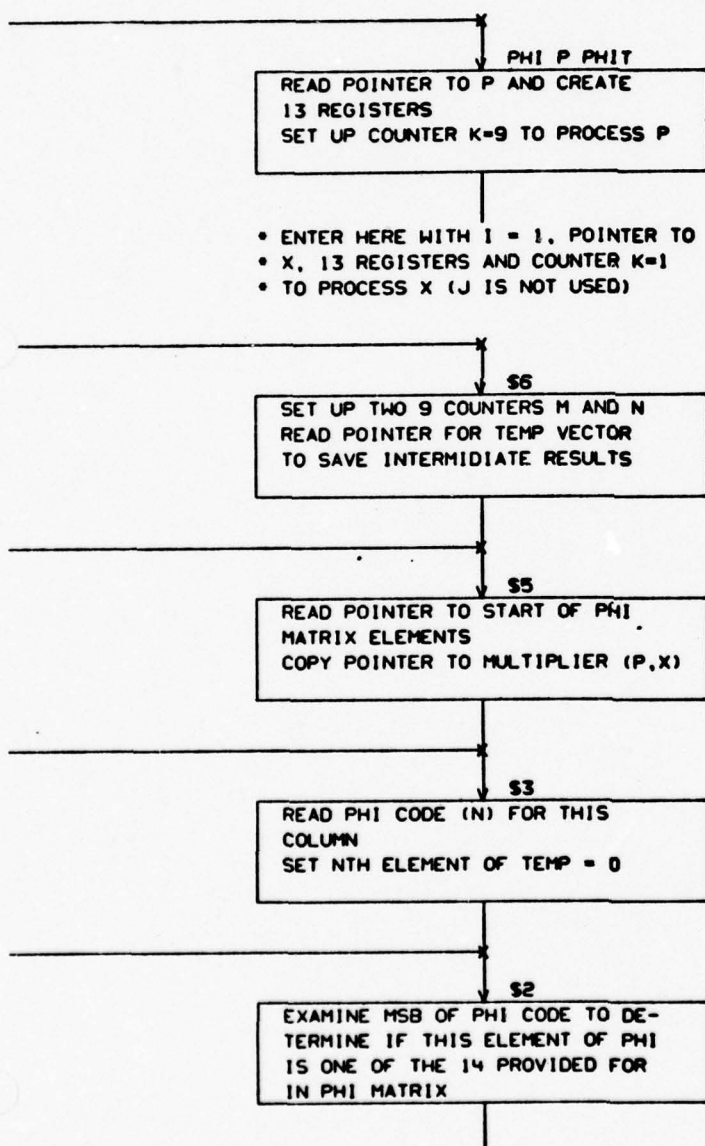 PHI P PHIT
READ POINTER TO P AND CREATE
13 REGISTERS
SET UP COUNTER K=9 TO PROCESS P
* ENTER HERE WITH I = 1, POINTER TO
* X, 13 REGISTERS AND COUNTER K=1
* TO PROCESS X (J IS NOT USED)
$6
SET UP TWO 9 COUNTERS M AND N
READ POINTER FOR TEMP VECTOR
TO SAVE INTERMIDIATE RESULTS
$5
READ POINTER TO START OF PHI
MATRIX ELEMENTS
COPY POINTER TO MULTIPLIER (P,X)
$3
READ PHI CODE (N) FOR THIS
COLUMN
SET NTH ELEMENT OF TEMP = 0
$2
EXAMINE MSB OF PHI CODE TO DE-
TERMINE IF THIS ELEMENT OF PHI
IS ONE OF THE 14 PROVIDED FOR
IN PHI MATRIX